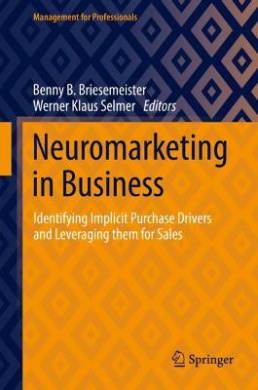 Management for Professionals
Benny B. Briesemeister
Werner Klaus Selmer Editors
Neuromarketing
in Business
Identifying Implicit Purchase Drivers
and Leveraging them for Sales
Springer